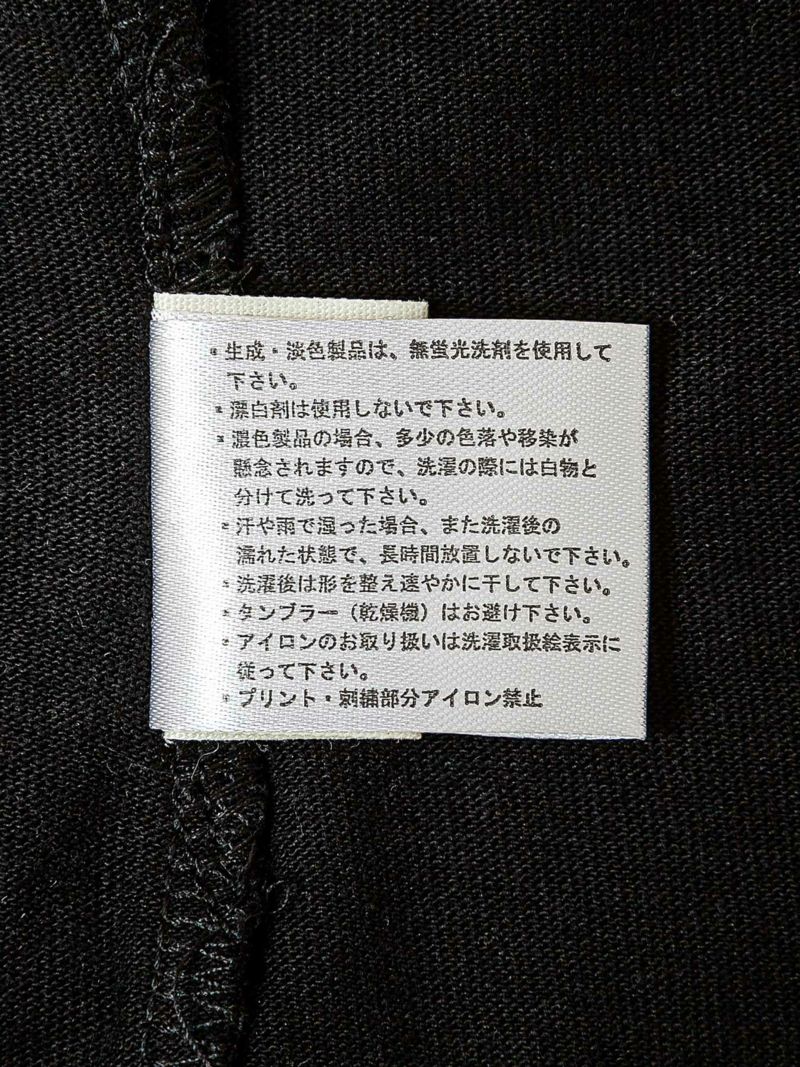 ・生成・淡色製品は、無蛍光洗剤を使用して
下さい。
・漂白剤は使用しないで下さい。
・濃色製品の場合、多少の色落や移染が
懸念されますので、洗濯の際には白物と
分けて洗って下さい。
・汗や雨で湿った場合、また洗濯後の
濡れた状態で、長時間放置しないで下さい。
・洗濯後は形を整え速やかに干して下さい。
・タンブラー（乾燥機）はお避け下さい。
・アイロンのお取り扱いは洗濯取扱絵表示に
従って下さい。
・プリント・刺繍部分アイロン禁止